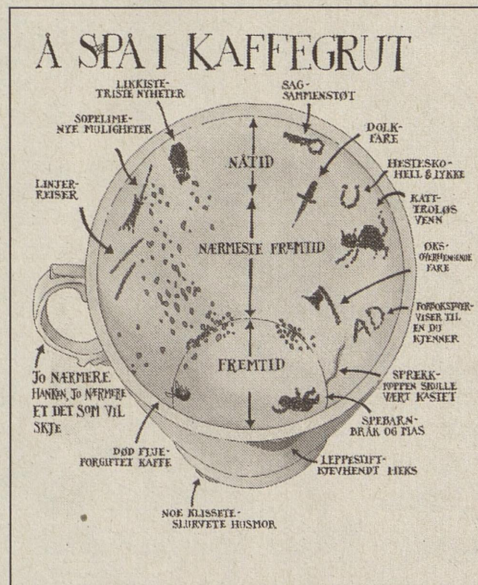 Å SPÅ I KAFFEGRUT
LIKKISTE-
TRISTE NYHETER
SAG-
SAMMENSTØT
SOPELIME-
NYE MULIGHETER
DOLK-
FARE
NÅTID
HESTESKO-
HELL & LYKKE
LINJER-
REISER
KATT-
TROLØS
VENN
NÆRMESTE FREMTID
ØKS-
OVERHENGENDE
FARE
AD
FORBOKSTAVER-
VISER TIL
EN DU
KJENNER
FREMTID
JO NÆRMERE
HANKEN, JO NÆRMERE
ET DET SOM VIL
SKJE
SPREKK-
KOPPEN SKULLE
VÆRT KASTET
SPEBARN-
BRÅK OG MAS
DØD FLUE-
FORGIFTET KAFFE
LEPPESTIFT-
KJEVHENDT HEKS
NOE KLISSETE-
SLURVETE HUSMOR